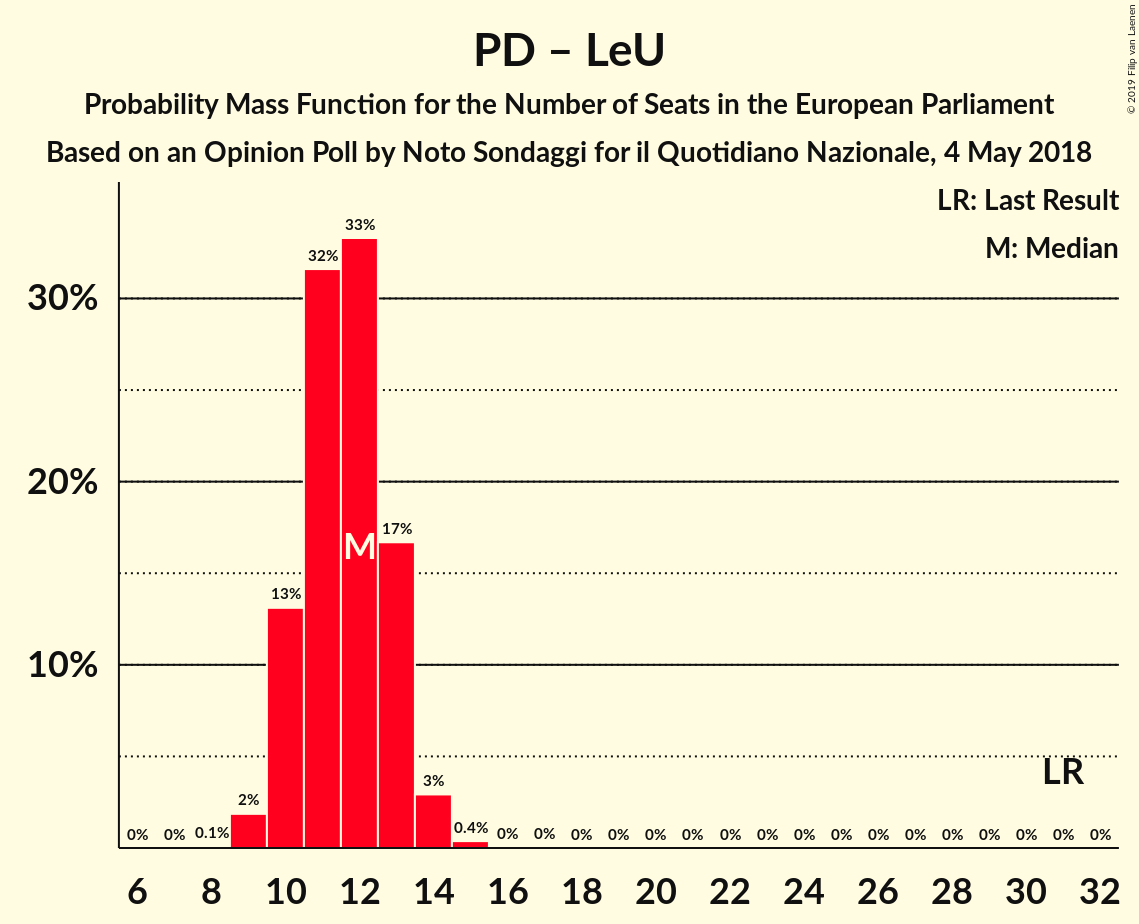 PD – LeU
Probability Mass Function for the Number of Seats in the European Parliament
Based on an Opinion Poll by Noto Sondaggi for il Quotidiano Nazionale, 4 May 2018
© 2019 Filip van Laenen
LR: Last Result
M: Median
33%
32%
30%
20%
17%
M
13%
10%
LR
3%
2%
0% 0% 0.1% 0.4% 0% 0% 0% 0% 0% 0% 0% 0% 0% 0% 0% 0% 0% 0% 0% 0% 0%
6 8 10 12 14 16 18 20 22 24 26 28 30 32